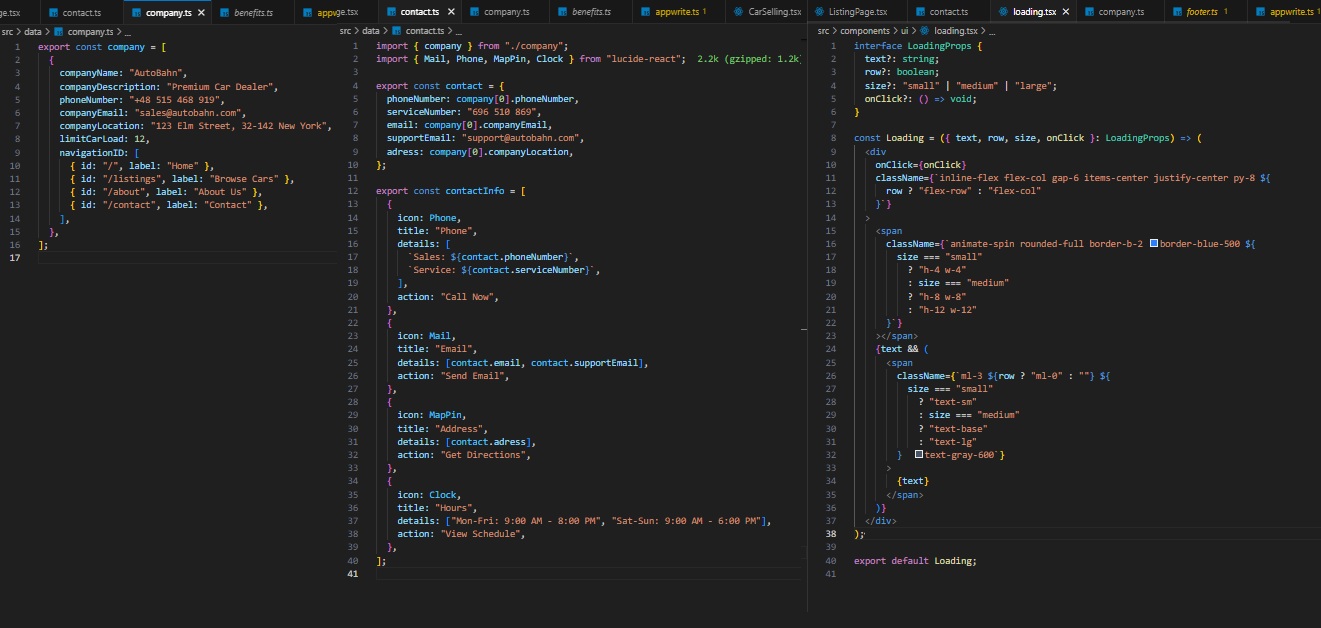 ge.tsx contact.ts company.ts × benefits.ts appvge.tsx contact.ts × company.ts benefits.ts appwrite.ts 1 CarSelling.tsx ListingPage.tsx contact.ts loading.tsx × company.ts footer.ts 1 appwrite.ts 1
src > data > company.ts > ...
1 export const company = [
2 {
3 companyName: "AutoBahn",
4 companyDescription: "Premium Car Dealer",
5 phoneNumber: "+48 515 468 919",
6 companyEmail: "sales@autobahn.com",
7 companyLocation: "123 Elm Street, 32-142 New York",
8 limitCarLoad: 12,
9 navigationID: [
10 { id: "/", label: "Home" },
11 { id: "/listings", label: "Browse Cars" },
12 { id: "/about", label: "About Us" },
13 { id: "/contact", label: "Contact" },
14 ],
15 },
16 ];
17
src > data > contact.ts > ...
1 import { company } from "./company";
2 import { Mail, Phone, MapPin, Clock } from "lucide-react"; 2.2k (gzipped: 1.2k)
3
4 export const contact = {
5 phoneNumber: company[0].phoneNumber,
6 serviceNumber: "696 510 869",
7 email: company[0].companyEmail,
8 supportEmail: "support@autobahn.com",
9 adress: company[0].companyLocation,
10 };
11
12 export const contactInfo = [
13 {
14 icon: Phone,
15 title: "Phone",
16 details: [
17 `Sales: ${contact.phoneNumber}`,
18 `Service: ${contact.serviceNumber}`,
19 ],
20 action: "Call Now",
21 },
22 {
23 icon: Mail,
24 title: "Email",
25 details: [contact.email, contact.supportEmail],
26 action: "Send Email",
27 },
28 {
29 icon: MapPin,
30 title: "Address",
31 details: [contact.adress],
32 action: "Get Directions",
33 },
34 {
35 icon: Clock,
36 title: "Hours",
37 details: ["Mon-Fri: 9:00 AM - 8:00 PM", "Sat-Sun: 9:00 AM - 6:00 PM"],
38 action: "View Schedule",
39 },
40 ];
41
src > components > ui > loading.tsx > ...
1 interface LoadingProps {
2 text?: string;
3 row?: boolean;
4 size?: "small" | "medium" | "large";
5 onClick?: () => void;
6 }
7
8 const Loading = ({ text, row, size, onClick }: LoadingProps) => (
9 <div
10 onClick={onClick}
11 className={`inline-flex flex-col gap-6 items-center justify-center py-8 ${
12 row ? "flex-row" : "flex-col"
13 }`}
14 >
15 <span
16 className={`animate-spin rounded-full border-b-2 border-blue-500 ${
17 size === "small"
18 ? "h-4 w-4"
19 : size === "medium"
20 ? "h-8 w-8"
21 : "h-12 w-12"
22 }`}
23 ></span>
24 {text && (
25 <span
26 className={`ml-3 ${row ? "ml-0" : ""} ${
27 size === "small"
28 ? "text-sm"
29 : size === "medium"
30 ? "text-base"
31 : "text-lg"
32 } text-gray-600`}
33 >
34 {text}
35 </span>
36 )}
37 </div>
38 );
39
40 export default Loading;
41